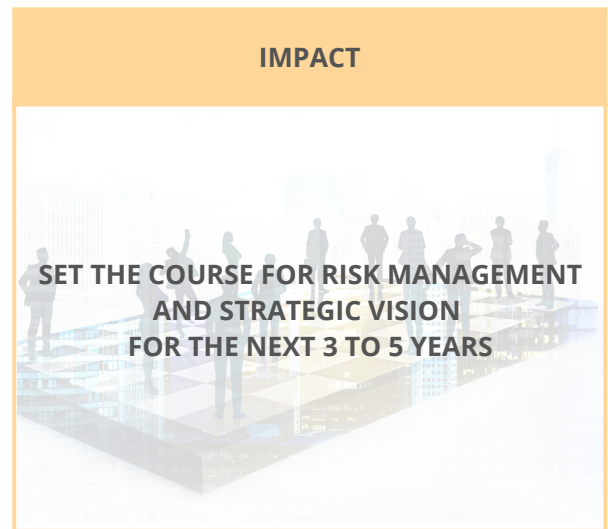 IMPACT
SET THE COURSE FOR RISK MANAGEMENT
AND STRATEGIC VISION
FOR THE NEXT 3 TO 5 YEARS